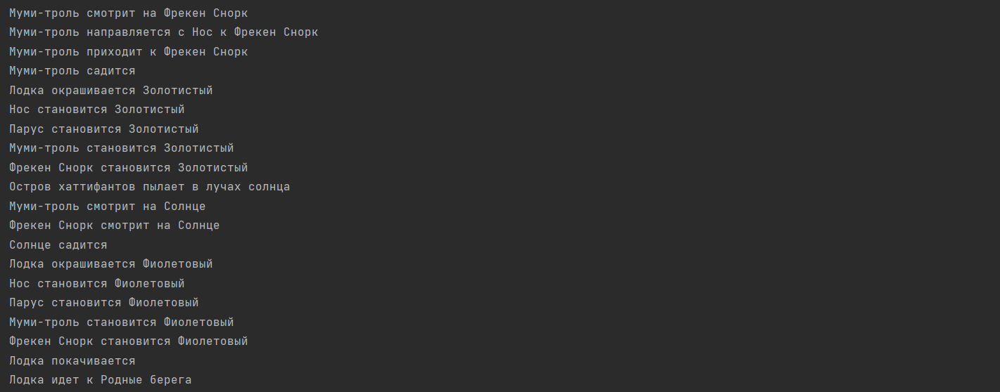 Муми-троль смотрит на Фрекен Снорк
Муми-троль направляется с Нос к Фрекен Снорк
Муми-троль приходит к Фрекен Снорк
Муми-троль садится
Лодка окрашивается Золотистый
Нос становится Золотистый
Парус становится Золотистый
Муми-троль становится Золотистый
Фрекен Снорк становится Золотистый
Остров хаттифантов пылает в лучах солнца
Муми-троль смотрит на Солнце
Фрекен Снорк смотрит на Солнце
Солнце садится
Лодка окрашивается Фиолетовый
Нос становится Фиолетовый
Парус становится Фиолетовый
Муми-троль становится Фиолетовый
Фрекен Снорк становится Фиолетовый
Лодка покачивается
Лодка идет к Родные берега